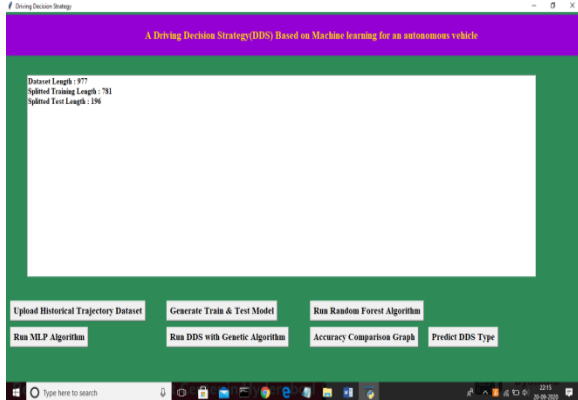 Driving Decision Strategy
A Driving Decision Strategy(DDS) Based on Machine learning for an autonomous vehicle
Dataset Length : 977
Splitted Training Length : 781
Splitted Test Length : 196
Upload Historical Trajectory Dataset Generate Train & Test Model Run Random Forest Algorithm
Run MLP Algorithm Run DDS with Genetic Algorithm Accuracy Comparison Graph Predict DDS Type
Type here to search
22:15
20-09-2020